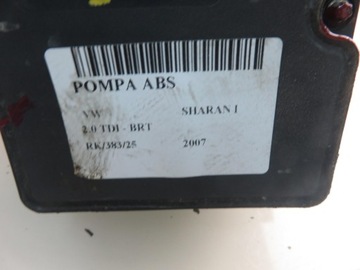 POMPA ABS
VW SHARAN I
2.0 TDI - BRT
RK/383/25 2007